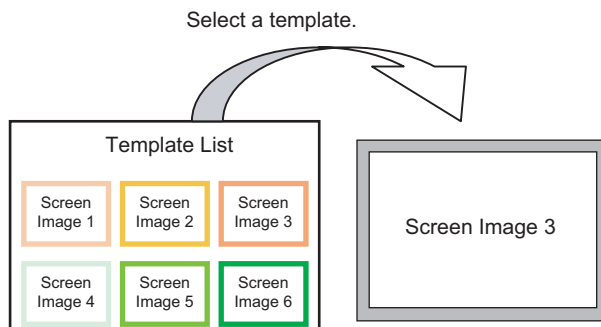 Select a template.
Template List
Screen
Image 1
Screen
Image 2
Screen
Image 3
Screen
Image 4
Screen
Image 5
Screen
Image 6
Screen Image 3